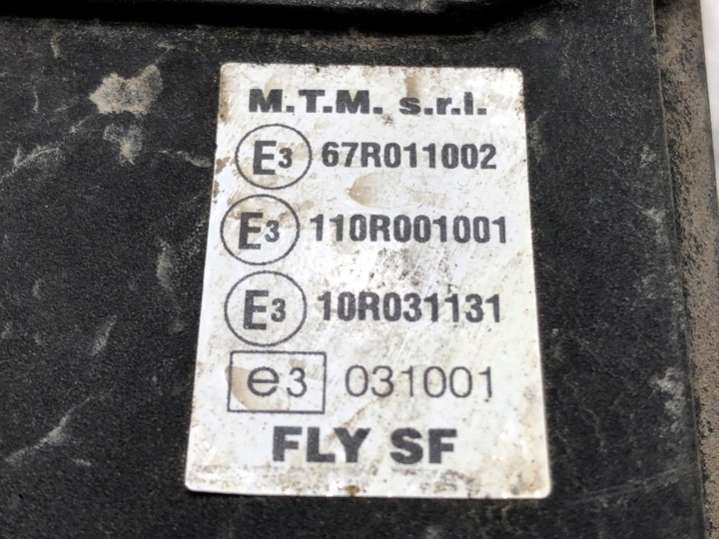 M.T.M. s.r.l.
E3 67R011002
E3 110R001001
E3 10R031131
e3 031001
FLY SF